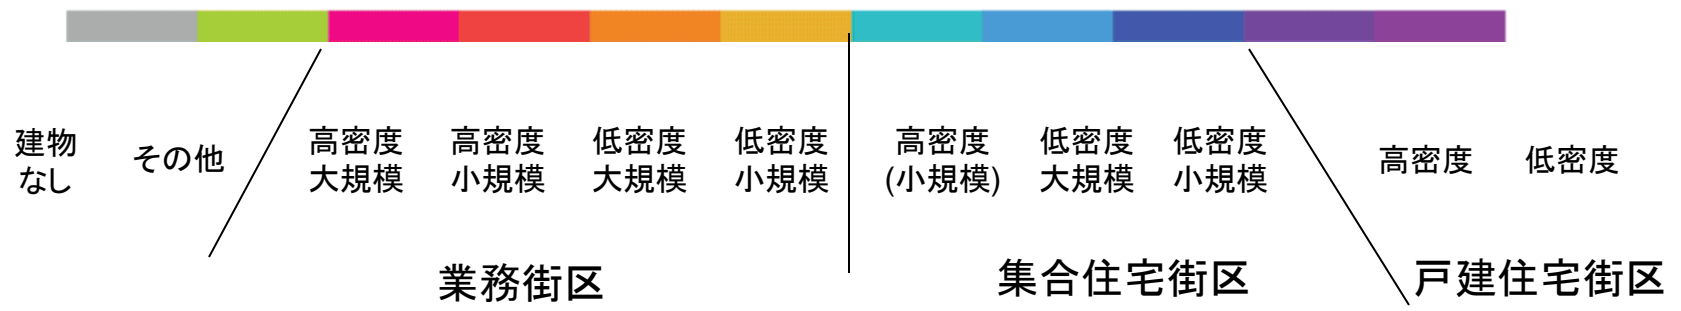 建物
なし
その他
高密度
大規模
高密度
小規模
低密度
大規模
低密度
小規模
高密度
(小規模)
低密度
大規模
低密度
小規模
高密度
低密度
業務街区
集合住宅街区
戸建住宅街区